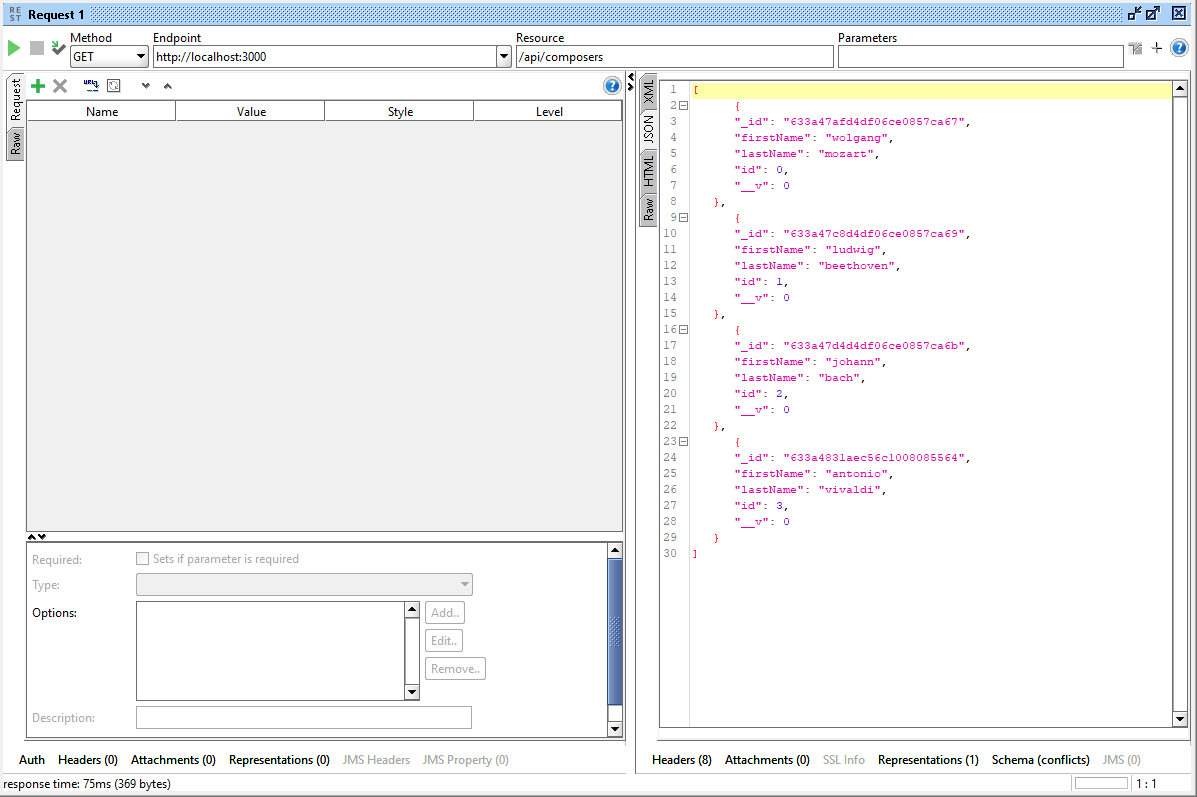 RE
ST
Request 1
Method
Endpoint
Resource
Parameters
GET
http://localhost:3000
/api/composers
Request
Raw
Name Value Style Level
Required:
Sets if parameter is required
Type:
Options:
Add..
Edit..
Remove..
Description:
Auth Headers (0) Attachments (0) Representations (0) JMS Headers JMS Property (0)
XML
JSON
HTML
Raw
1 [
2 {
3 "_id": "633a47afd4df06ce0857ca67",
4 "firstName": "wolgang",
5 "lastName": "mozart",
6 "id": 0,
7 "__v": 0
8 },
9 {
10 "_id": "633a47c8d4df06ce0857ca69",
11 "firstName": "ludwig",
12 "lastName": "beethoven",
13 "id": 1,
14 "__v": 0
15 },
16 {
17 "_id": "633a47d4d4df06ce0857ca6b",
18 "firstName": "johann",
19 "lastName": "bach",
20 "id": 2,
21 "__v": 0
22 },
23 {
24 "_id": "633a4831aec56c1008085564",
25 "firstName": "antonio",
26 "lastName": "vivaldi",
27 "id": 3,
28 "__v": 0
29 }
30 ]
Headers (8) Attachments (0) SSL Info Representations (1) Schema (conflicts) JMS (0)
response time: 75ms (369 bytes)
1 : 1